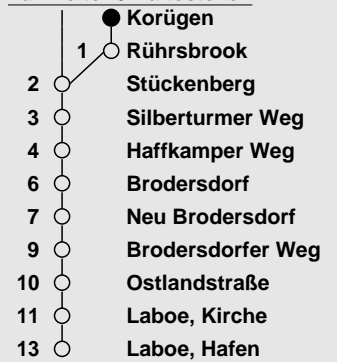 Korügen
1 Rührsbrook
2 Stückenberg
3 Silberturmer Weg
4 Haffkamper Weg
6 Brodersdorf
7 Neu Brodersdorf
9 Brodersdorfer Weg
10 Ostlandstraße
11 Laboe, Kirche
13 Laboe, Hafen